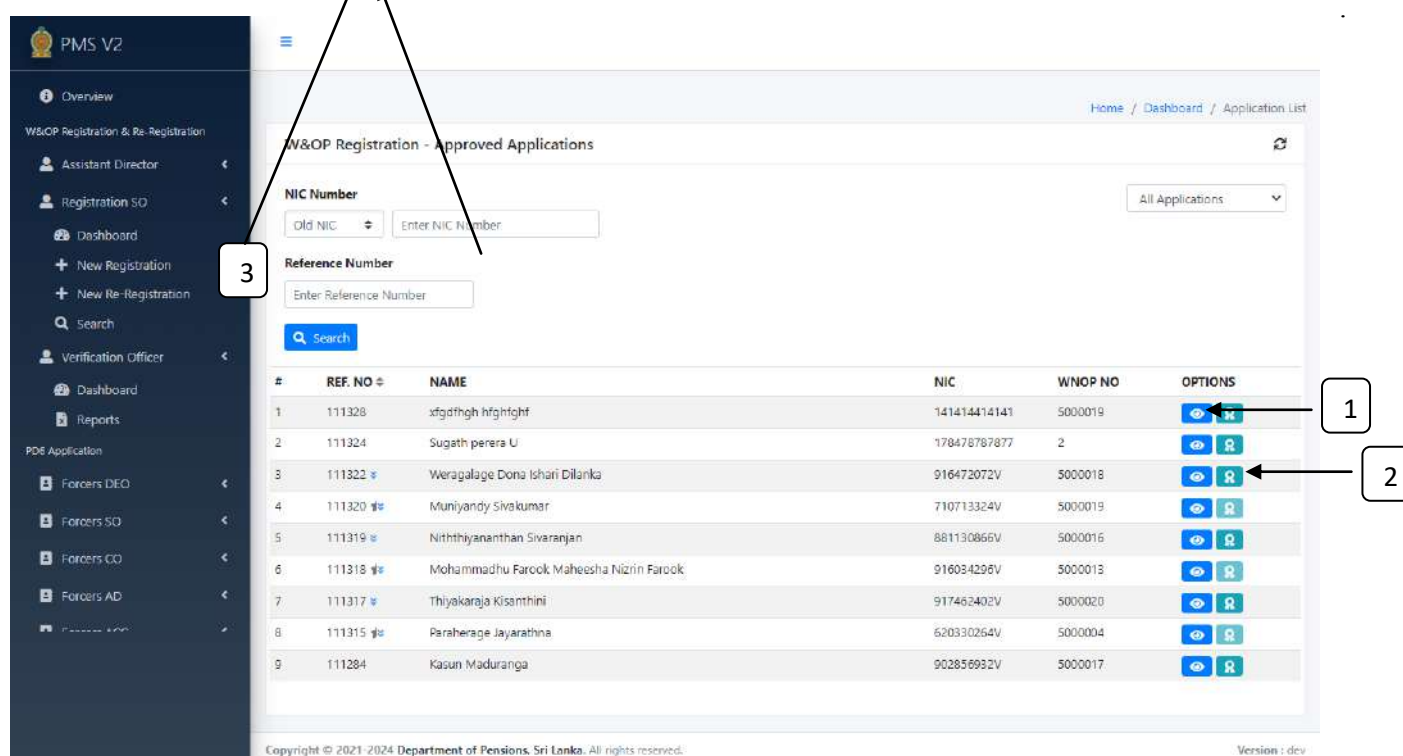 PMS V2
Overview
W&OP Registration & Re-Registration
Assistant Director
Registration SO
Dashboard
New Registration
New Re-Registration
Search
Verification Officer
Dashboard
Reports
PD6 Application
Forcers DEO
Forcers SO
Forcers CO
Forcers AD
Home / Dashboard / Application List
W&OP Registration - Approved Applications
NIC Number
Old NIC Enter NIC Number
All Applications
3
Reference Number
Enter Reference Number
Search
# REF. NO NAME NIC WNOP NO OPTIONS
1 111328 xfgdfhgh hfghfghf 141414414141 5000019
1
2 111324 Sugath perera U 178478787877 2
3 111322 Weragalage Dona Ishari Dilanka 916472072V 5000018
2
4 111320 Muniyandy Sivakumar 710713324V 5000019
5 111319 Niththiyananthan Sivaranjan 881130866V 5000016
6 111318 Mohammadhu Farook Maheesha Nizrin Farook 916034296V 5000013
7 111317 Thiyakaraja Kisanthini 917462402V 5000020
8 111315 Paraherage Jayarathna 620330264V 5000004
9 111284 Kasun Maduranga 902856932V 5000017
Copyright © 2021-2024 Department of Pensions, Sri Lanka. All rights reserved.
Version : dev